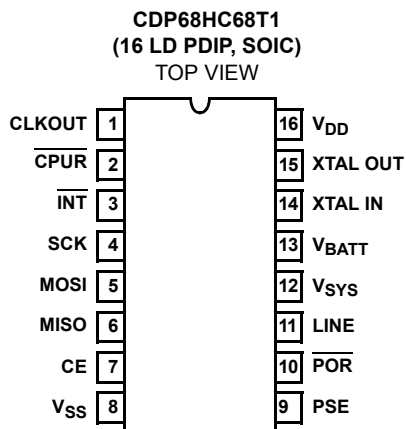 CDP68HC68T1
(16 LD PDIP, SOIC)
TOP VIEW
CLKOUT 1 16 VDD
CPUR 2 15 XTAL OUT
INT 3 14 XTAL IN
SCK 4 13 VBATT
MOSI 5 12 VSYS
MISO 6 11 LINE
CE 7 10 POR
VSS 8 9 PSE